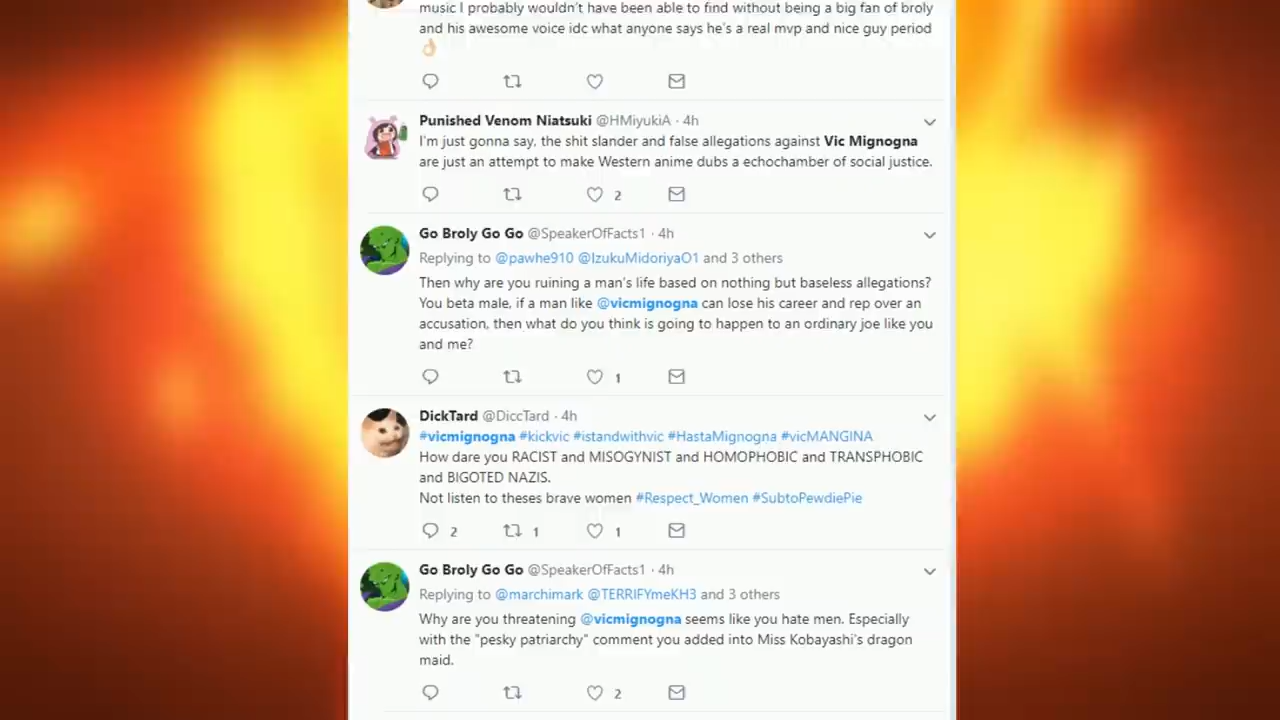 music I probably wouldn't have been able to find without being a big fan of broly
and his awesome voice idc what anyone says he's a real mvp and nice guy period
👌🏼
Punished Venom Niatsuki @HMiyukiA · 4h
I'm just gonna say, the shit slander and false allegations against Vic Mignogna
are just an attempt to make Western anime dubs a echochamber of social justice.
2
Go Broly Go Go @SpeakerOfFacts1 · 4h
Replying to @pawhe910 @IzukuMidoriyaO1 and 3 others
Then why are you ruining a man's life based on nothing but baseless allegations?
You beta male, if a man like @vicmignogna can lose his career and rep over an
accusation, then what do you think is going to happen to an ordinary joe like you
and me?
1
DickTard @DiccTard · 4h
#vicmignogna #kickvic #istandwithvic #HastaMignogna #vicMANGINA
How dare you RACIST and MISOGYNIST and HOMOPHOBIC and TRANSPHOBIC
and BIGOTED NAZIS.
Not listen to theses brave women #Respect_Women #SubtoPewdiePie
2 1 1
Go Broly Go Go @SpeakerOfFacts1 · 4h
Replying to @marchimark @TERRIFYmeKH3 and 3 others
Why are you threatening @vicmignogna seems like you hate men. Especially
with the "pesky patriarchy" comment you added into Miss Kobayashi's dragon
maid.
2